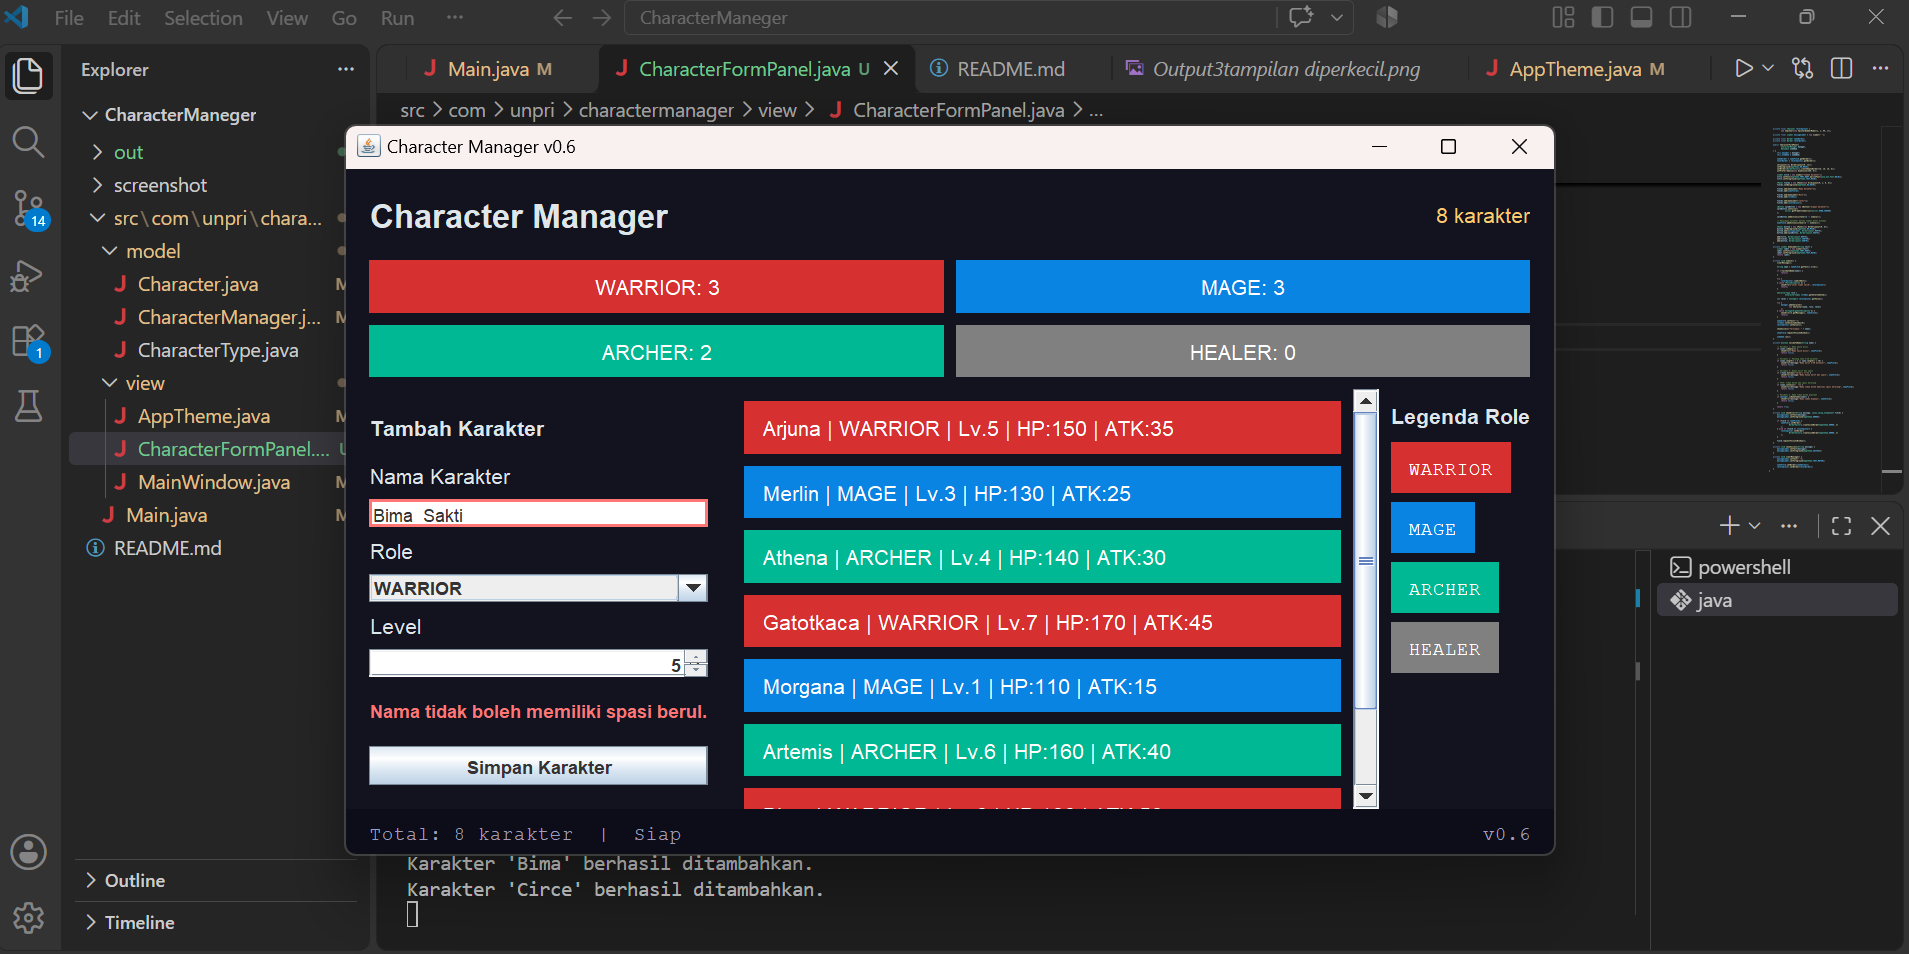 File Edit Selection View Go Run ···
CharacterManeger
Explorer
CharacterManeger
out
screenshot
src\com\unpri\chara...
model
Character.java M
CharacterManager.j... M
CharacterType.java
view
AppTheme.java M
CharacterFormPanel.... U
MainWindow.java M
Main.java M
README.md
14
1
Outline
Timeline
Main.java M
CharacterFormPanel.java U
README.md
Output3tampilan diperkecil.png
AppTheme.java M
src > com > unpri > charactermanager > view > CharacterFormPanel.java > ...
Character Manager v0.6
Character Manager
8 karakter
WARRIOR: 3
MAGE: 3
ARCHER: 2
HEALER: 0
Tambah Karakter
Nama Karakter
Bima  Sakti
Role
WARRIOR
Level
5
Nama tidak boleh memiliki spasi berul.
Simpan Karakter
Arjuna | WARRIOR | Lv.5 | HP:150 | ATK:35
Merlin | MAGE | Lv.3 | HP:130 | ATK:25
Athena | ARCHER | Lv.4 | HP:140 | ATK:30
Gatotkaca | WARRIOR | Lv.7 | HP:170 | ATK:45
Morgana | MAGE | Lv.1 | HP:110 | ATK:15
Artemis | ARCHER | Lv.6 | HP:160 | ATK:40
Legenda Role
WARRIOR
MAGE
ARCHER
HEALER
Total: 8 karakter | Siap
v0.6
Karakter 'Bima' berhasil ditambahkan.
Karakter 'Circe' berhasil ditambahkan.
powershell
java